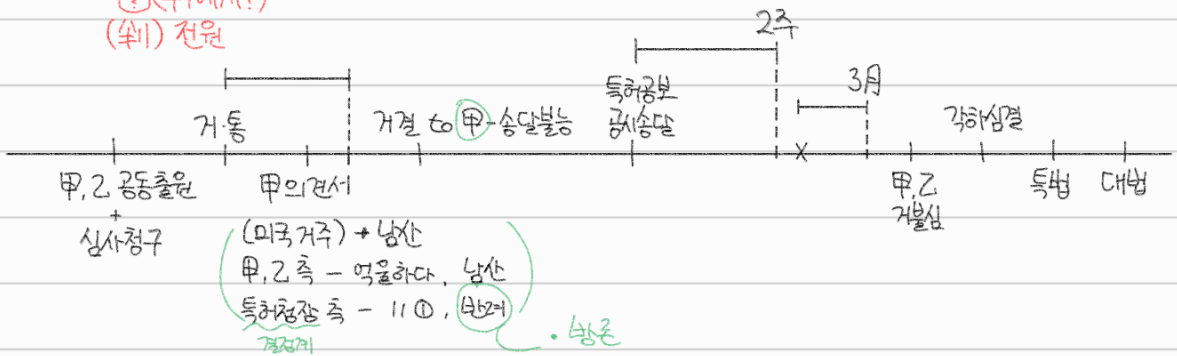 (쒜) 전원
2주
특허공보
공시송달
3月
거·통
거결 to 甲-송달불능
각하심결
X
甲,乙 공동출원
+
심사청구
甲의견서
甲,乙
거불심
특법
대법
(미국거주) + 남산
甲,乙측 - 억울하다, 남산
특허청장 측 - 11①, 반려
결정계
· 방론